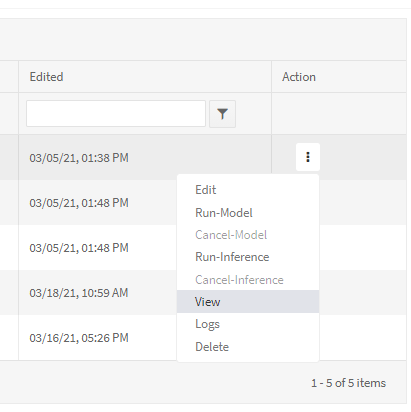 Edited Action
03/05/21, 01:38 PM
03/05/21, 01:48 PM
03/05/21, 01:48 PM
03/18/21, 10:59 AM
03/16/21, 05:26 PM
Edit
Run-Model
Cancel-Model
Run-Inference
Cancel-Inference
View
Logs
Delete
1 - 5 of 5 items